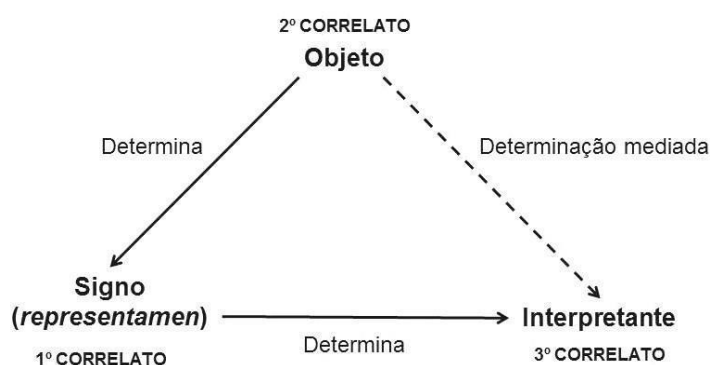 2º CORRELATO
Objeto
Determina
Determinação mediada
Signo
(representamen)
1º CORRELATO
Determina
Interpretante
3º CORRELATO